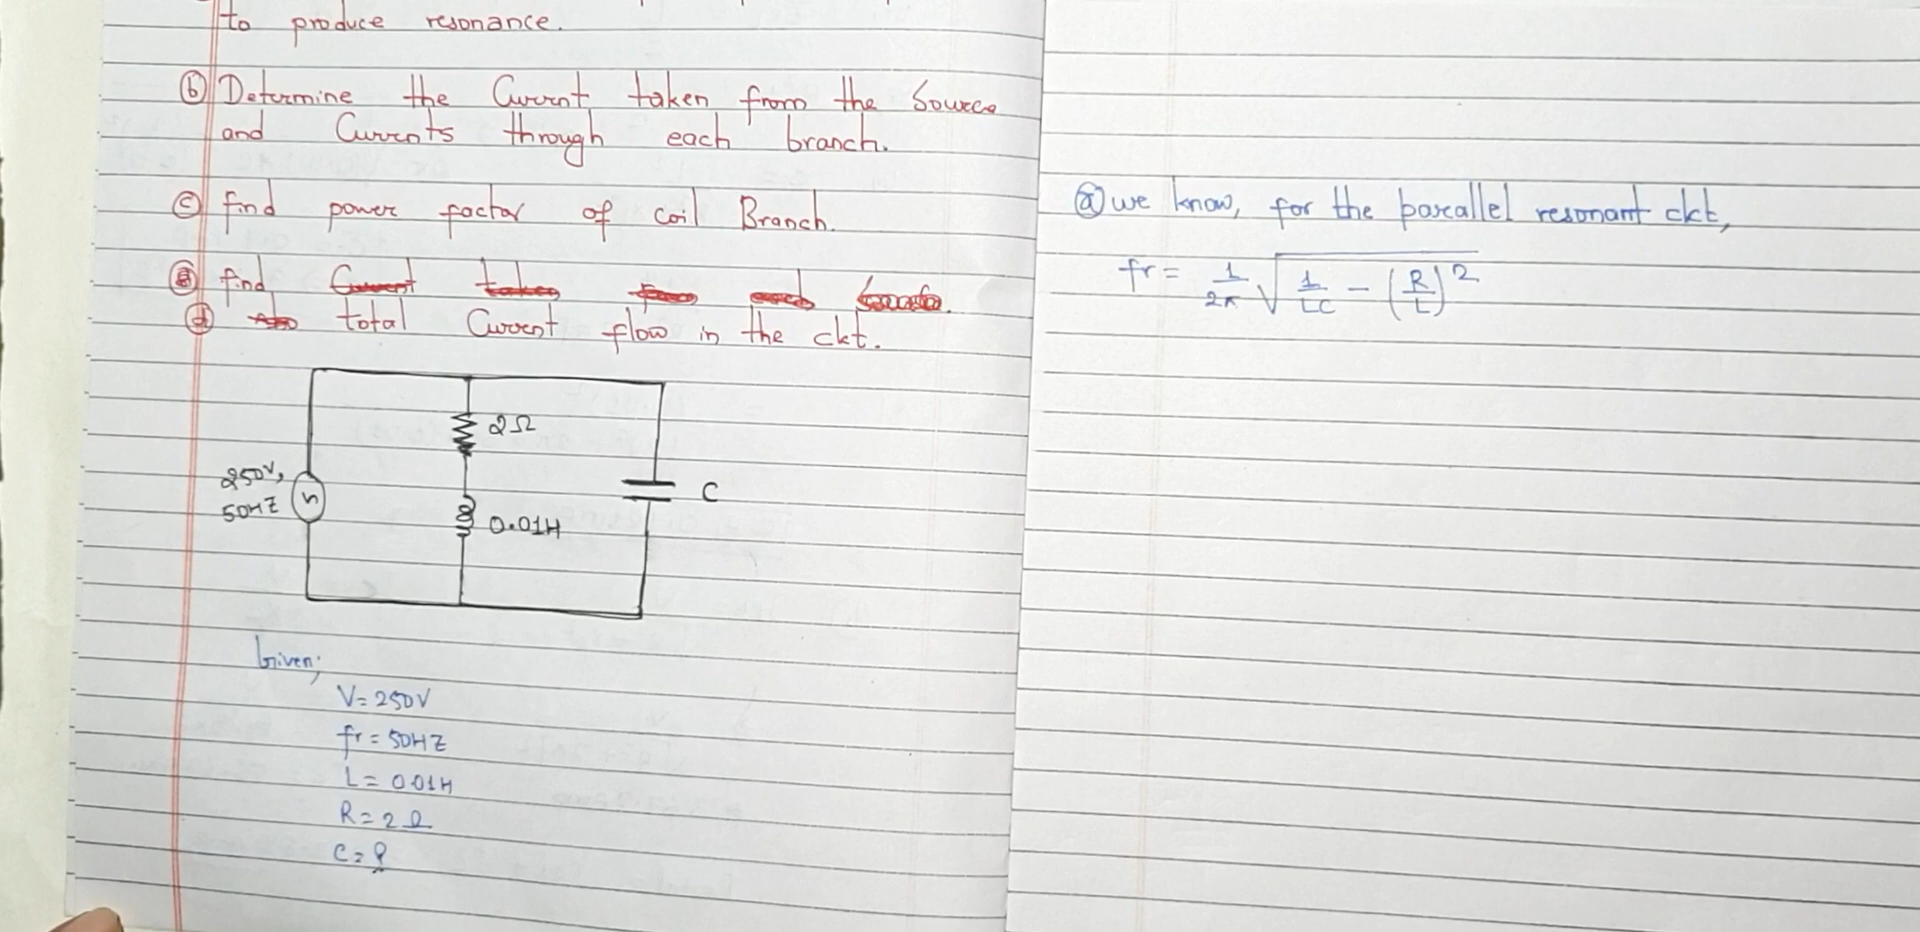 to produce resonance.
ⓑ Determine the Current taken from the Source
and Currents through each branch.
ⓒ find power factor of coil Branch.
find Current taken
ⓓ total Current flow in the ckt.
2Ω
250V,
50HZ
C
0.01H
Given;
V = 250V
fr = 50HZ
L = 0.01H
R = 2Ω
C = ?
ⓐ we know, for the parallel resonant ckt,
fr = 1/2π √(1/LC - (R/L)²)